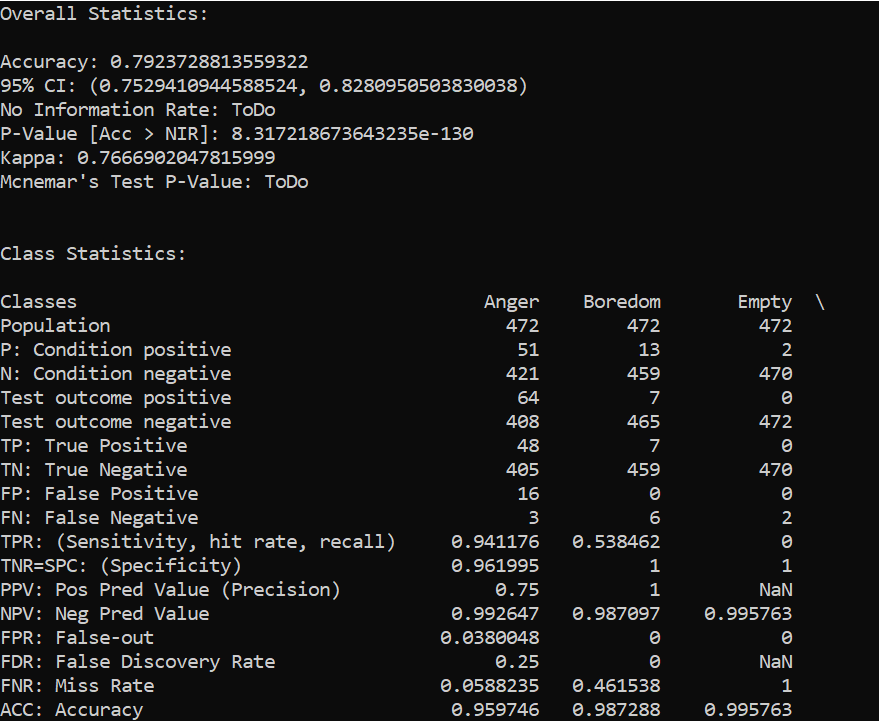 Overall Statistics:
Accuracy: 0.7923728813559322
95% CI: (0.7529410944588524, 0.8280950503830038)
No Information Rate: ToDo
P-Value [Acc > NIR]: 8.317218673643235e-130
Kappa: 0.7666902047815999
Mcnemar's Test P-Value: ToDo
Class Statistics:
Classes Anger Boredom Empty \
Population 472 472 472
P: Condition positive 51 13 2
N: Condition negative 421 459 470
Test outcome positive 64 7 0
Test outcome negative 408 465 472
TP: True Positive 48 7 0
TN: True Negative 405 459 470
FP: False Positive 16 0 0
FN: False Negative 3 6 2
TPR: (Sensitivity, hit rate, recall) 0.941176 0.538462 0
TNR=SPC: (Specificity) 0.961995 1 1
PPV: Pos Pred Value (Precision) 0.75 1 NaN
NPV: Neg Pred Value 0.992647 0.987097 0.995763
FPR: False-out 0.0380048 0 0
FDR: False Discovery Rate 0.25 0 NaN
FNR: Miss Rate 0.0588235 0.461538 1
ACC: Accuracy 0.959746 0.987288 0.995763